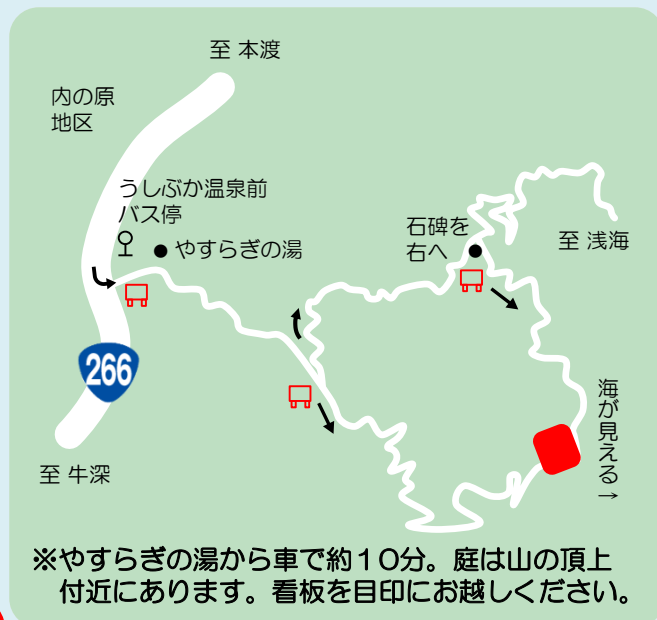 至 本渡
内の原
地区
うしぶか温泉前
バス停
やすらぎの湯
石碑を
右へ
至 浅海
266
海が見える→
至 牛深
※やすらぎの湯から車で約10分。庭は山の頂上
付近にあります。看板を目印にお越しください。